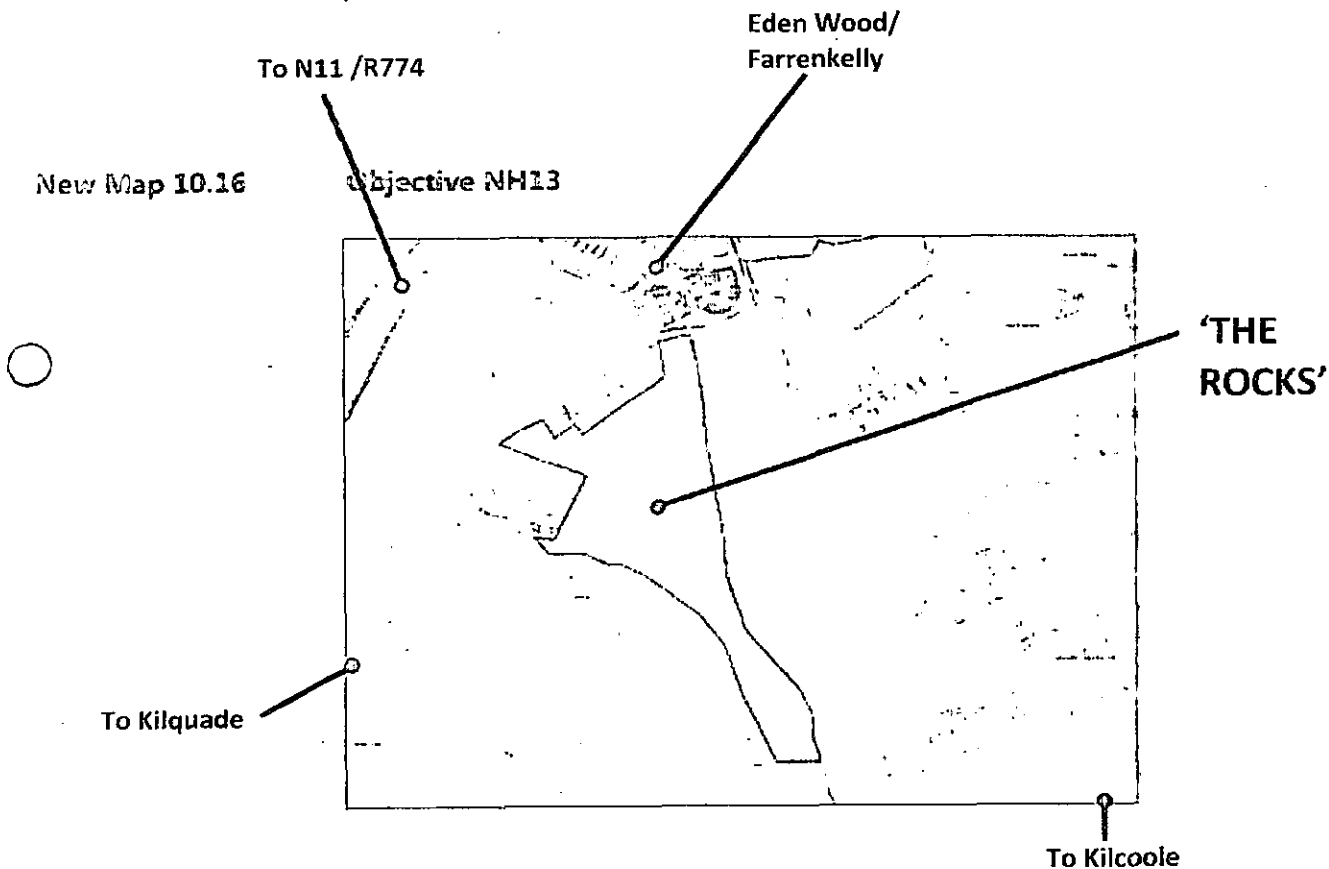 Eden Wood/
Farrenkelly
To N11 /R774
New Map 10.16 Objective NH13
'THE
ROCKS'
To Kilquade
To Kilcoole